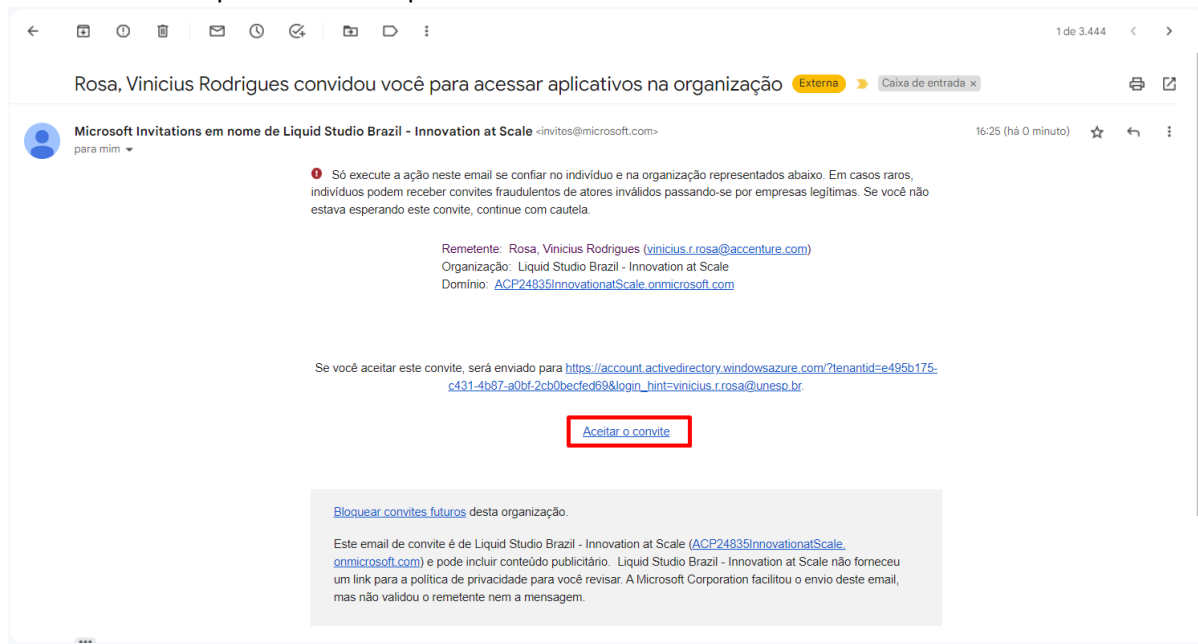 1 de 3.444
Rosa, Vinicius Rodrigues convidou você para acessar aplicativos na organização Externa Caixa de entrada x
Microsoft Invitations em nome de Liquid Studio Brazil - Innovation at Scale <invites@microsoft.com> 16:25 (há 0 minuto)
para mim
Só execute a ação neste email se confiar no indivíduo e na organização representados abaixo. Em casos raros,
indivíduos podem receber convites fraudulentos de atores inválidos passando-se por empresas legítimas. Se você não
estava esperando este convite, continue com cautela.
Remetente: Rosa, Vinicius Rodrigues (vinicius.r.rosa@accenture.com)
Organização: Liquid Studio Brazil - Innovation at Scale
Domínio: ACP24835InnovationatScale.onmicrosoft.com
Se você aceitar este convite, será enviado para https://account.activedirectory.windowsazure.com/?tenantid=e495b175-
c431-4b87-a0bf-2cb0becfed69&login_hint=vinicius.r.rosa@unesp.br.
Aceitar o convite
Bloquear convites futuros desta organização.
Este email de convite é de Liquid Studio Brazil - Innovation at Scale (ACP24835InnovationatScale.
onmicrosoft.com) e pode incluir conteúdo publicitário. Liquid Studio Brazil - Innovation at Scale não forneceu
um link para a política de privacidade para você revisar. A Microsoft Corporation facilitou o envio deste email,
mas não validou o remetente nem a mensagem.